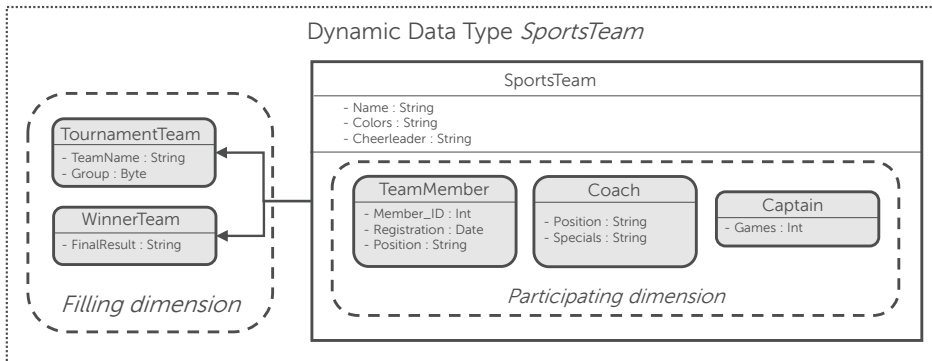 Dynamic Data Type SportsTeam
SportsTeam
- Name : String
- Colors : String
- Cheerleader : String
TournamentTeam
- TeamName : String
- Group : Byte
WinnerTeam
- FinalResult : String
Filling dimension
TeamMember
- Member_ID : Int
- Registration : Date
- Position : String
Coach
- Position : String
- Specials : String
Captain
- Games : Int
Participating dimension